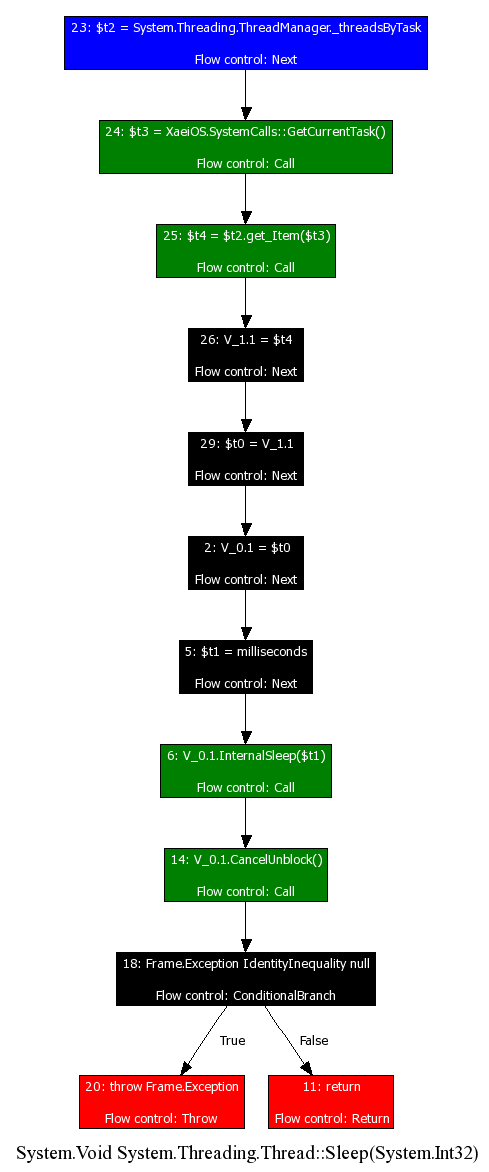 23: $t2 = System.Threading.ThreadManager._threadsByTask
Flow control: Next
24: $t3 = XaeiOS.SystemCalls::GetCurrentTask()
Flow control: Call
25: $t4 = $t2.get_Item($t3)
Flow control: Call
26: V_1.1 = $t4
Flow control: Next
29: $t0 = V_1.1
Flow control: Next
2: V_0.1 = $t0
Flow control: Next
5: $t1 = milliseconds
Flow control: Next
6: V_0.1.InternalSleep($t1)
Flow control: Call
14: V_0.1.CancelUnblock()
Flow control: Call
18: Frame.Exception IdentityInequality null
Flow control: ConditionalBranch
True
False
20: throw Frame.Exception
Flow control: Throw
11: return
Flow control: Return
System.Void System.Threading.Thread::Sleep(System.Int32)